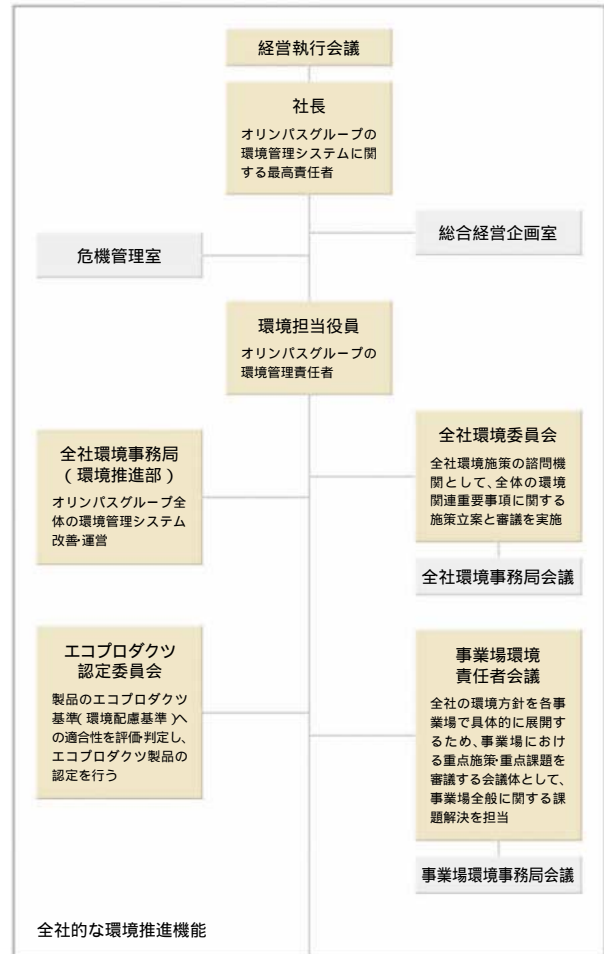 経営執行会議
社長
オリンパスグループの
環境管理システムに関
する最高責任者
総合経営企画室
危機管理室
環境担当役員
オリンパスグループの
環境管理責任者
全社環境事務局
(環境推進部)
オリンパスグループ全
体の環境管理システム
改善・運営
全社環境委員会
全社環境施策の諮問機
関として、全体の環境
関連重要事項に関する
施策立案と審議を実施
全社環境事務局会議
エコプロダクツ
認定委員会
製品のエコプロダクツ
基準(環境配慮基準)へ
の適合性を評価・判定し、
エコプロダクツ製品の
認定を行う
事業場環境
責任者会議
全社の環境方針を各事
業場で具体的に展開す
るため、事業場におけ
る重点施策・重点課題を
審議する会議体として、
事業場全般に関する課
題解決を担当
事業場環境事務局会議
全社的な環境推進機能